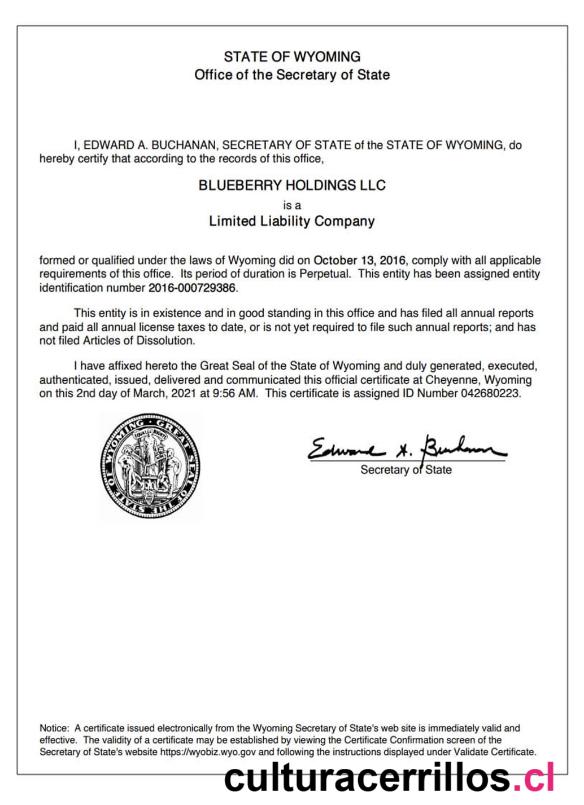 STATE OF WYOMING
Office of the Secretary of State
I, EDWARD A. BUCHANAN, SECRETARY OF STATE of the STATE OF WYOMING, do
hereby certify that according to the records of this office,
BLUEBERRY HOLDINGS LLC
is a
Limited Liability Company
formed or qualified under the laws of Wyoming did on October 13, 2016, comply with all applicable
requirements of this office. Its period of duration is Perpetual. This entity has been assigned entity
identification number 2016-000729386.
This entity is in existence and in good standing in this office and has filed all annual reports
and paid all annual license taxes to date, or is not yet required to file such annual reports; and has
not filed Articles of Dissolution.
I have affixed hereto the Great Seal of the State of Wyoming and duly generated, executed,
authenticated, issued, delivered and communicated this official certificate at Cheyenne, Wyoming
on this 2nd day of March, 2021 at 9:56 AM. This certificate is assigned ID Number 042680223.
GREAT SEAL OF THE STATE OF WYOMING
Edward A. Buchanan
Secretary of State
Notice: A certificate issued electronically from the Wyoming Secretary of State's web site is immediately valid and
effective. The validity of a certificate may be established by viewing the Certificate Confirmation screen of the
Secretary of State's website https://wyobiz.wyo.gov and following the instructions displayed under Validate Certificate.
culturacerrillos.cl